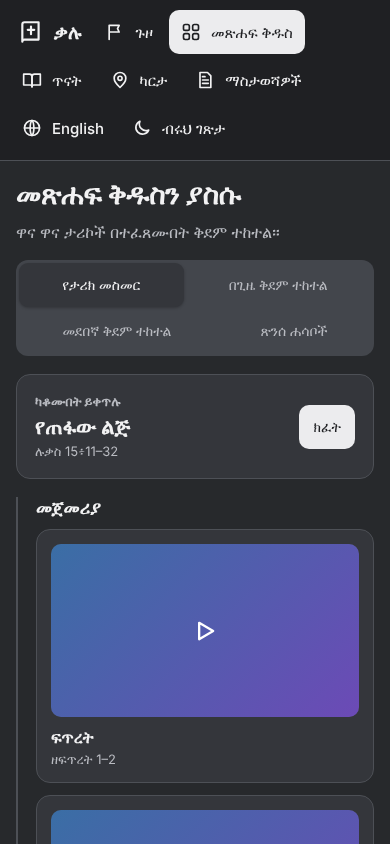 ቃሉ
ጉዞ
መጽሐፍ ቅዱስ
ጥናት
ካርታ
ማስታወሻዎች
English
ብሩህ ገጽታ
መጽሐፍ ቅዱስን ያስሱ
ዋና ዋና ታሪኮች በተፈጸሙበት ቅደም ተከተል።
የታሪክ መስመር
በጊዜ ቅደም ተከተል
መደበኛ ቅደም ተከተል
ጽንሰ ሐሳቦች
ካቆሙበት ይቀጥሉ
የጠፋው ልጅ
ሉቃስ 15፥11–32
ክፈት
መጀመሪያ
ፍጥረት
ዘፍጥረት 1–2